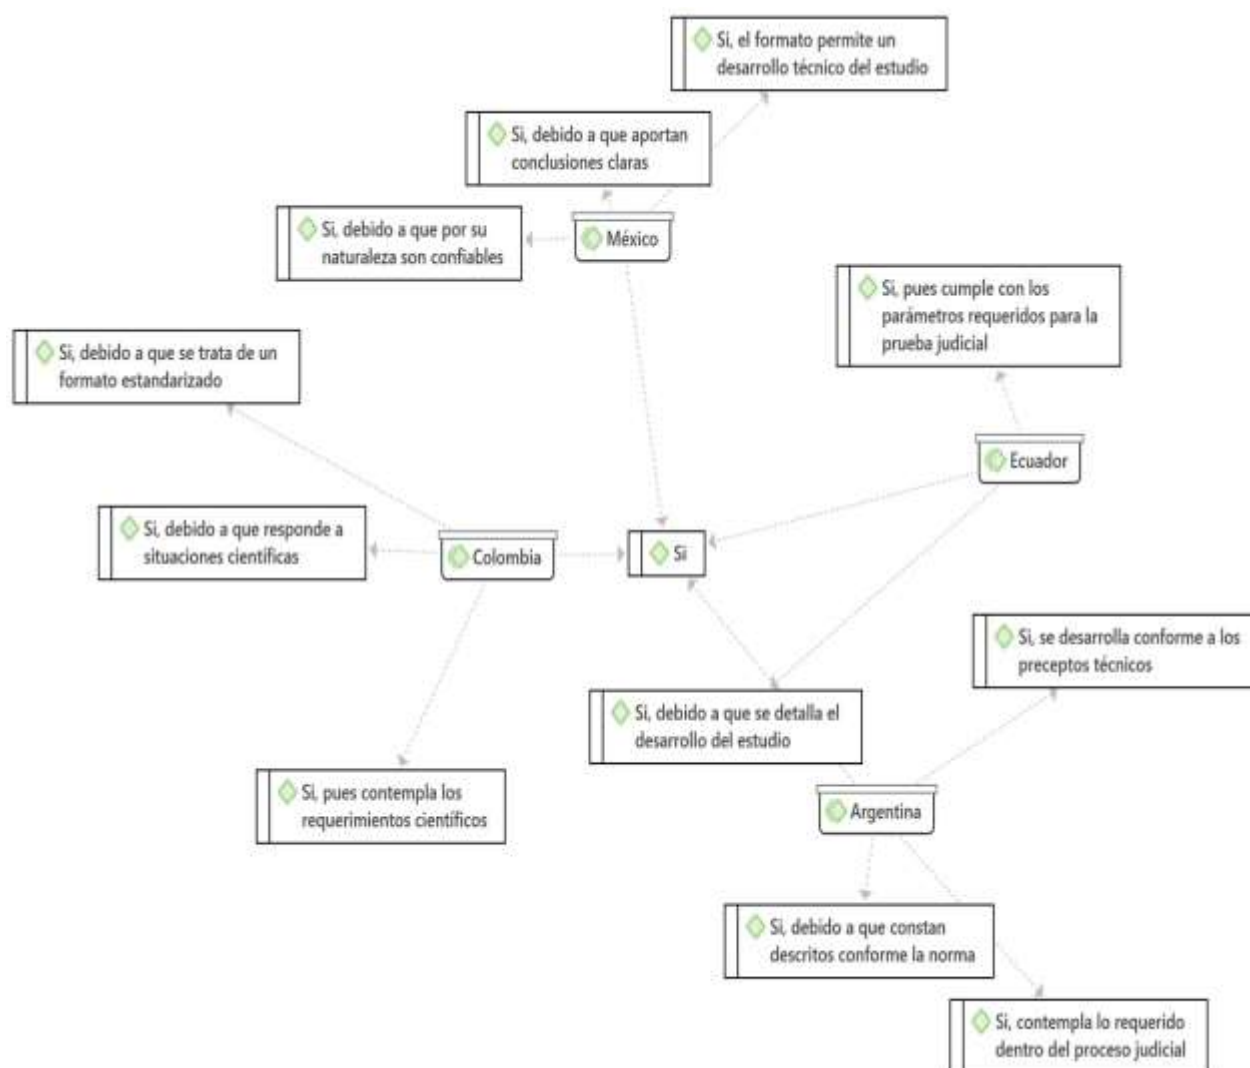 Si, el formato permite un
desarrollo técnico del estudio
Si, debido a que aportan
conclusiones claras
Si, debido a que por su
naturaleza son confiables
México
Si, pues cumple con los
parámetros requeridos para la
prueba judicial
Si, debido a que se trata de un
formato estandarizado
Ecuador
Si, debido a que responde a
situaciones científicas
Colombia
Si
Si, se desarrolla conforme a los
preceptos técnicos
Si, debido a que se detalla el
desarrollo del estudio
Si, pues contempla los
requerimientos científicos
Argentina
Si, debido a que constan
descritos conforme la norma
Si, contempla lo requerido
dentro del proceso judicial